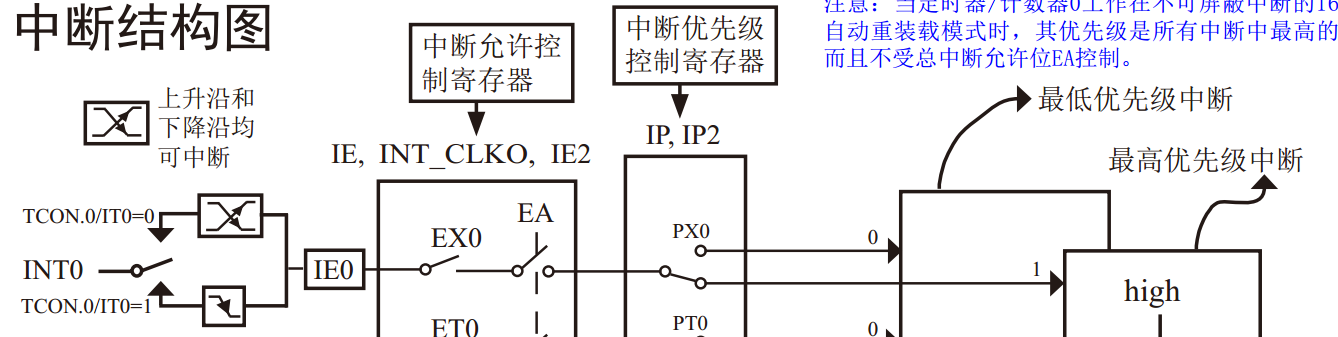 中断结构图
注意：当定时器/计数器0工作在不可屏蔽中断的16
自动重装载模式时，其优先级是所有中断中最高的
而且不受总中断允许位EA控制。
中断允许控
制寄存器
中断优先级
控制寄存器
上升沿和
下降沿均
可中断
最低优先级中断
最高优先级中断
IE, INT_CLKO, IE2
IP, IP2
TCON.0/IT0=0
INT0
TCON.0/IT0=1
IE0
EX0
EA
PX0
0
1
high
ET0
PT0
0